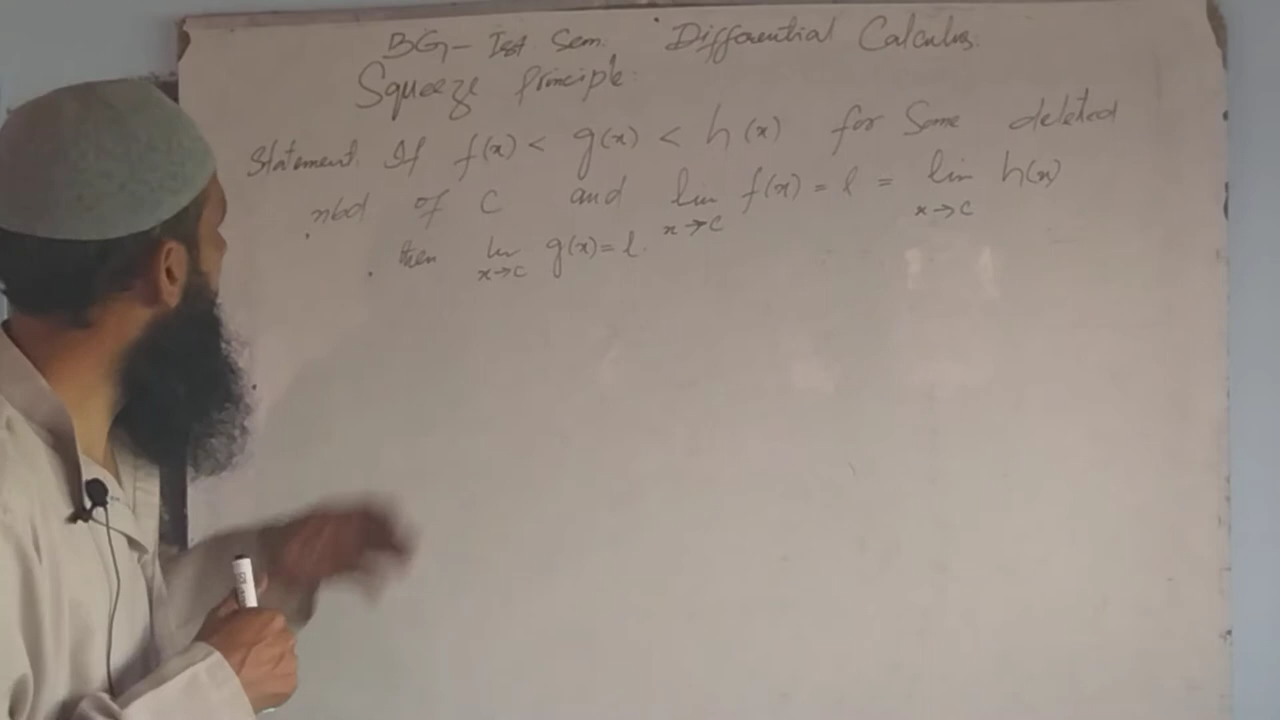 BG - Ist Sem. Differential Calculus.
Squeeze Principle:
Statement. If f(x) < g(x) < h(x) for Some deleted
nbd of C and lim f(x) = l = lim h(x)
x→C x→C
then lim g(x) = l.
x→C